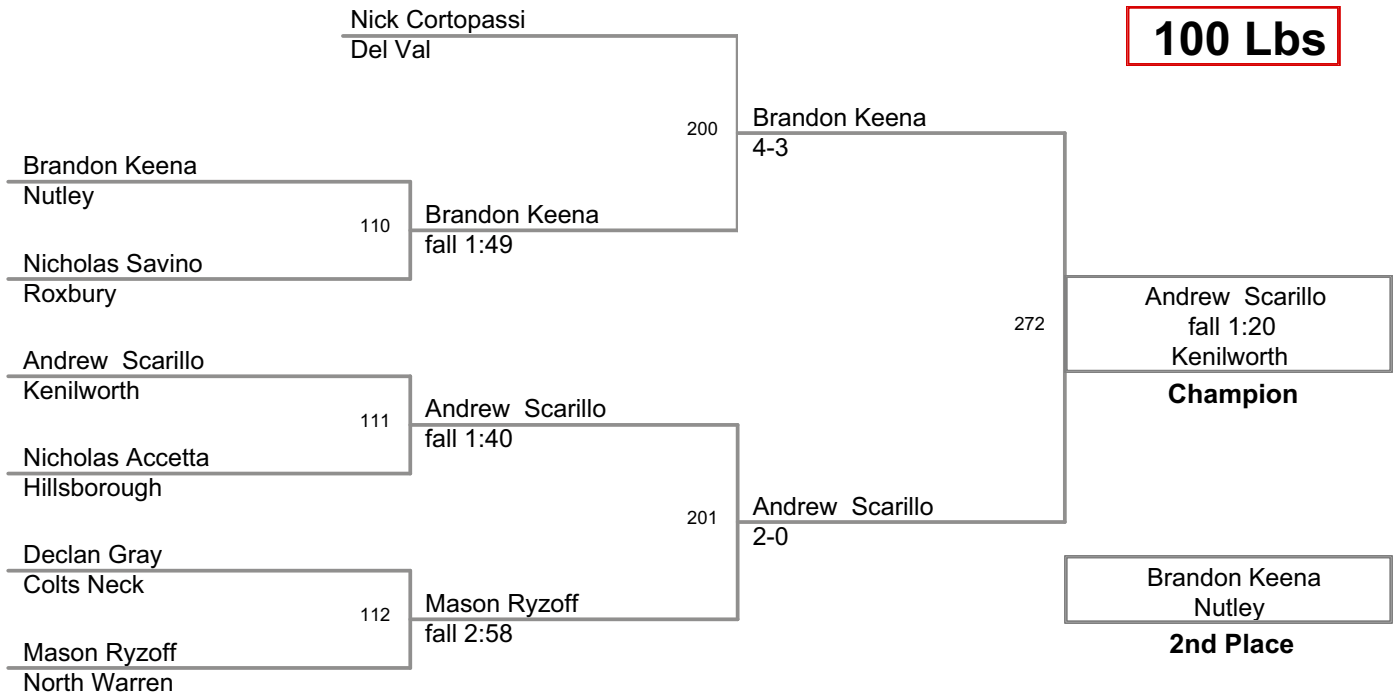 Nick Cortopassi
Del Val
100 Lbs
200
Brandon Keena
4-3
Brandon Keena
Nutley
110
Brandon Keena
fall 1:49
Nicholas Savino
Roxbury
272
Andrew  Scarillo
fall 1:20
Kenilworth
Champion
Andrew  Scarillo
Kenilworth
111
Andrew  Scarillo
fall 1:40
Nicholas Accetta
Hillsborough
201
Andrew  Scarillo
2-0
Declan Gray
Colts Neck
112
Mason Ryzoff
fall 2:58
Mason Ryzoff
North Warren
Brandon Keena
Nutley
2nd Place